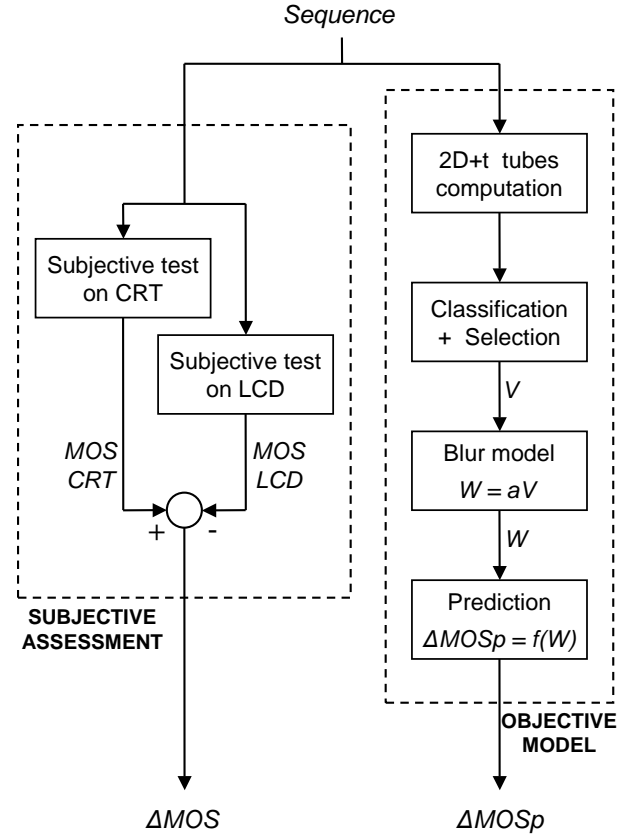 Sequence
2D+t tubes
computation
Subjective test
on CRT
Classification
+ Selection
Subjective test
on LCD
V
MOS
CRT
MOS
LCD
Blur model
W = aV
+
-
W
Prediction
ΔMOSp = f(W)
SUBJECTIVE
ASSESSMENT
OBJECTIVE
MODEL
ΔMOS
ΔMOSp